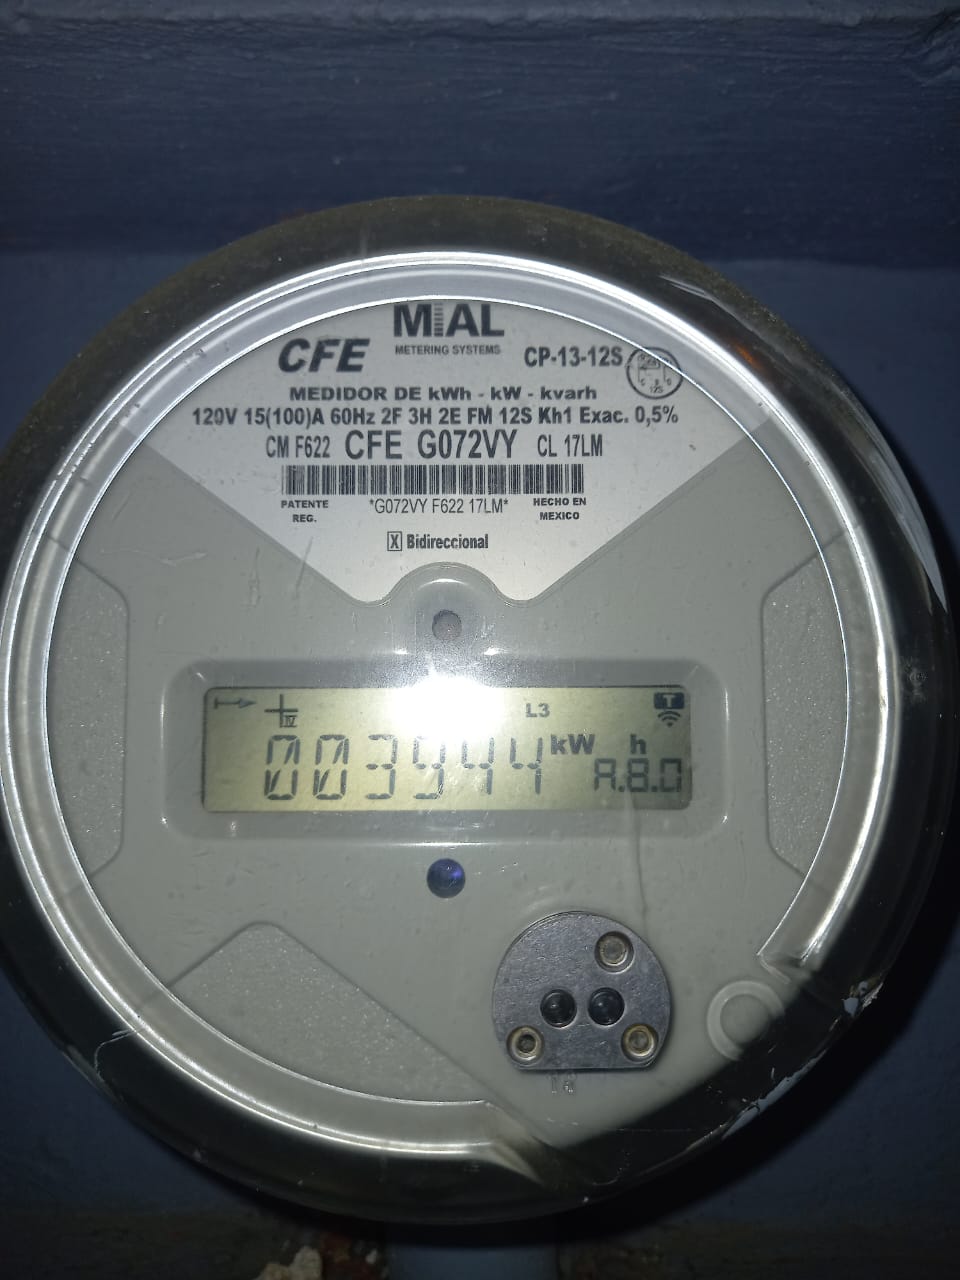 MIAL
METERING SYSTEMS
CFE
CP-13-12S
MEDIDOR DE kWh - kW - kvarh
120V 15(100)A 60Hz 2F 3H 2E FM 12S Kh1 Exac. 0,5%
CM F622 CFE G072VY CL 17LM
PATENTE REG.
*G072VY F622 17LM*
HECHO EN MEXICO
X Bidireccional
IV
L3
T
003944 kW h
A.8.0